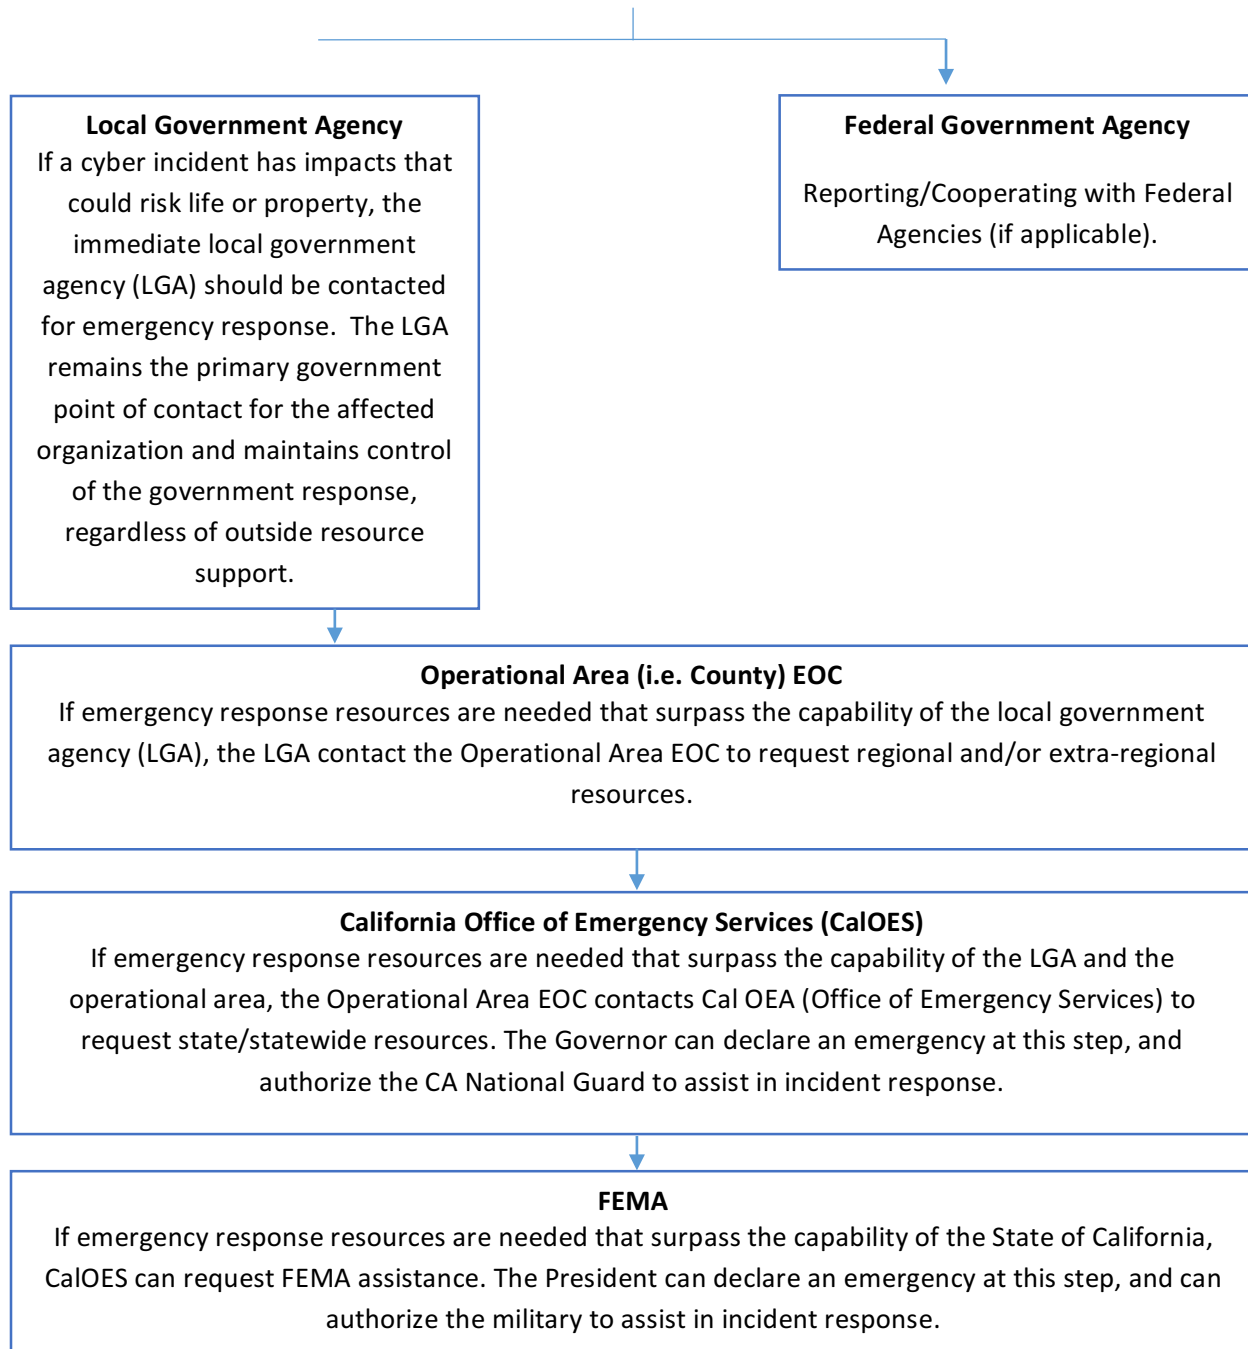 Local Government Agency
If a cyber incident has impacts that
could risk life or property, the
immediate local government
agency (LGA) should be contacted
for emergency response.  The LGA
remains the primary government
point of contact for the affected
organization and maintains control
of the government response,
regardless of outside resource
support.
Federal Government Agency
Reporting/Cooperating with Federal
Agencies (if applicable).
Operational Area (i.e. County) EOC
If emergency response resources are needed that surpass the capability of the local government
agency (LGA), the LGA contact the Operational Area EOC to request regional and/or extra-regional
resources.
California Office of Emergency Services (CalOES)
If emergency response resources are needed that surpass the capability of the LGA and the
operational area, the Operational Area EOC contacts Cal OEA (Office of Emergency Services) to
request state/statewide resources. The Governor can declare an emergency at this step, and
authorize the CA National Guard to assist in incident response.
FEMA
If emergency response resources are needed that surpass the capability of the State of California,
CalOES can request FEMA assistance. The President can declare an emergency at this step, and can
authorize the military to assist in incident response.